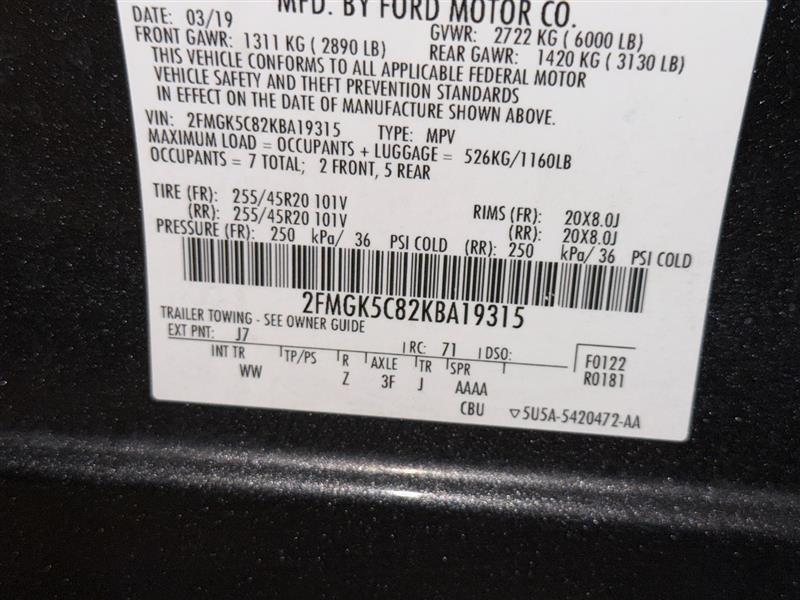 MFD. BY FORD MOTOR CO.
DATE: 03/19 GVWR: 2722 KG ( 6000 LB)
FRONT GAWR: 1311 KG ( 2890 LB) REAR GAWR: 1420 KG ( 3130 LB)
THIS VEHICLE CONFORMS TO ALL APPLICABLE FEDERAL MOTOR
VEHICLE SAFETY AND THEFT PREVENTION STANDARDS
IN EFFECT ON THE DATE OF MANUFACTURE SHOWN ABOVE.
VIN: 2FMGK5C82KBA19315 TYPE: MPV
MAXIMUM LOAD = OCCUPANTS + LUGGAGE = 526KG/1160LB
OCCUPANTS = 7 TOTAL; 2 FRONT, 5 REAR
TIRE (FR): 255/45R20 101V RIMS (FR): 20X8.0J
(RR): 255/45R20 101V (RR): 20X8.0J
PRESSURE (FR): 250 kPa/ 36 PSI COLD (RR): 250 kPa/ 36 PSI COLD
2FMGK5C82KBA19315
TRAILER TOWING - SEE OWNER GUIDE
EXT PNT: J7 RC: 71 DSO: F0122
INT TR TP/PS R AXLE TR SPR R0181
WW Z 3F J AAAA
CBU ▽5U5A-5420472-AA